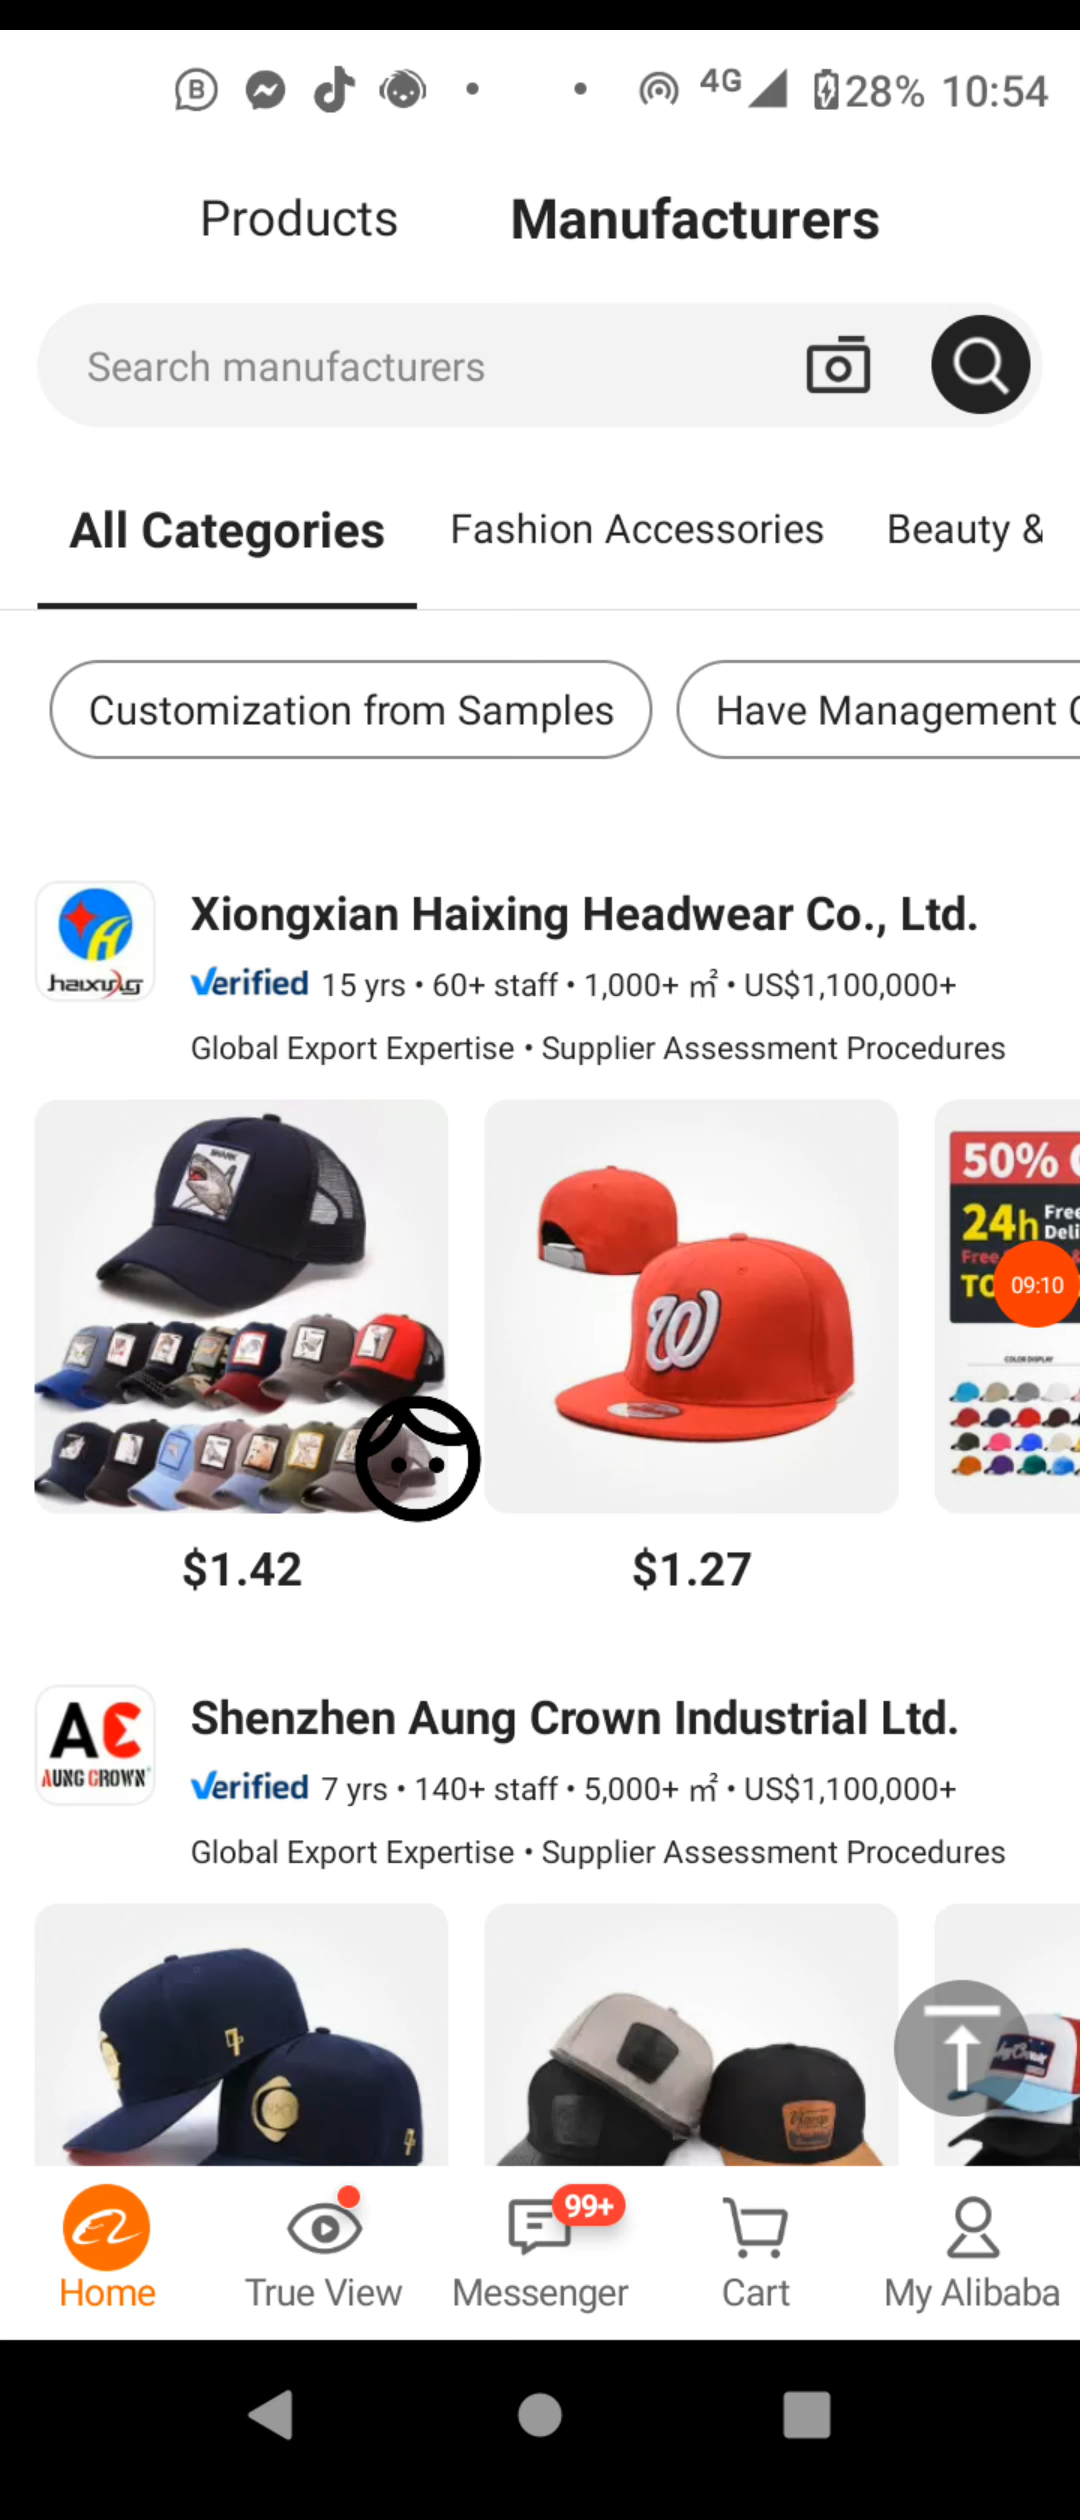 4G 28% 10:54
Products Manufacturers
Search manufacturers
All Categories Fashion Accessories Beauty &
Customization from Samples Have Management
haixing
Xiongxian Haixing Headwear Co., Ltd.
Verified 15 yrs • 60+ staff • 1,000+ ㎡ • US$1,100,000+
Global Export Expertise • Supplier Assessment Procedures
SHARK
W
50%
24h Free
Free
09:10
COLOR DISPLAY
$1.42 $1.27
AUNG CROWN
Shenzhen Aung Crown Industrial Ltd.
Verified 7 yrs • 140+ staff • 5,000+ ㎡ • US$1,100,000+
Global Export Expertise • Supplier Assessment Procedures
99+
Home True View Messenger Cart My Alibaba